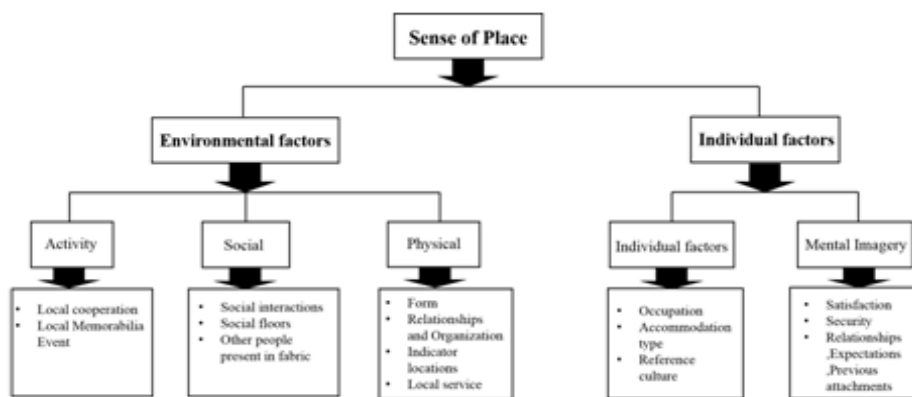 Sense of Place
Environmental factors
Individual factors
Activity
Social
Physical
Individual factors
Mental Imagery
• Local cooperation
• Local Memorabilia
Event
• Social interactions
• Social floors
• Other people
present in fabric
• Form
• Relationships
and Organization
• Indicator
locations
• Local service
• Occupation
• Accommodation
type
• Reference
culture
• Satisfaction
• Security
• Relationships
,Expectations
,Previous
attachments